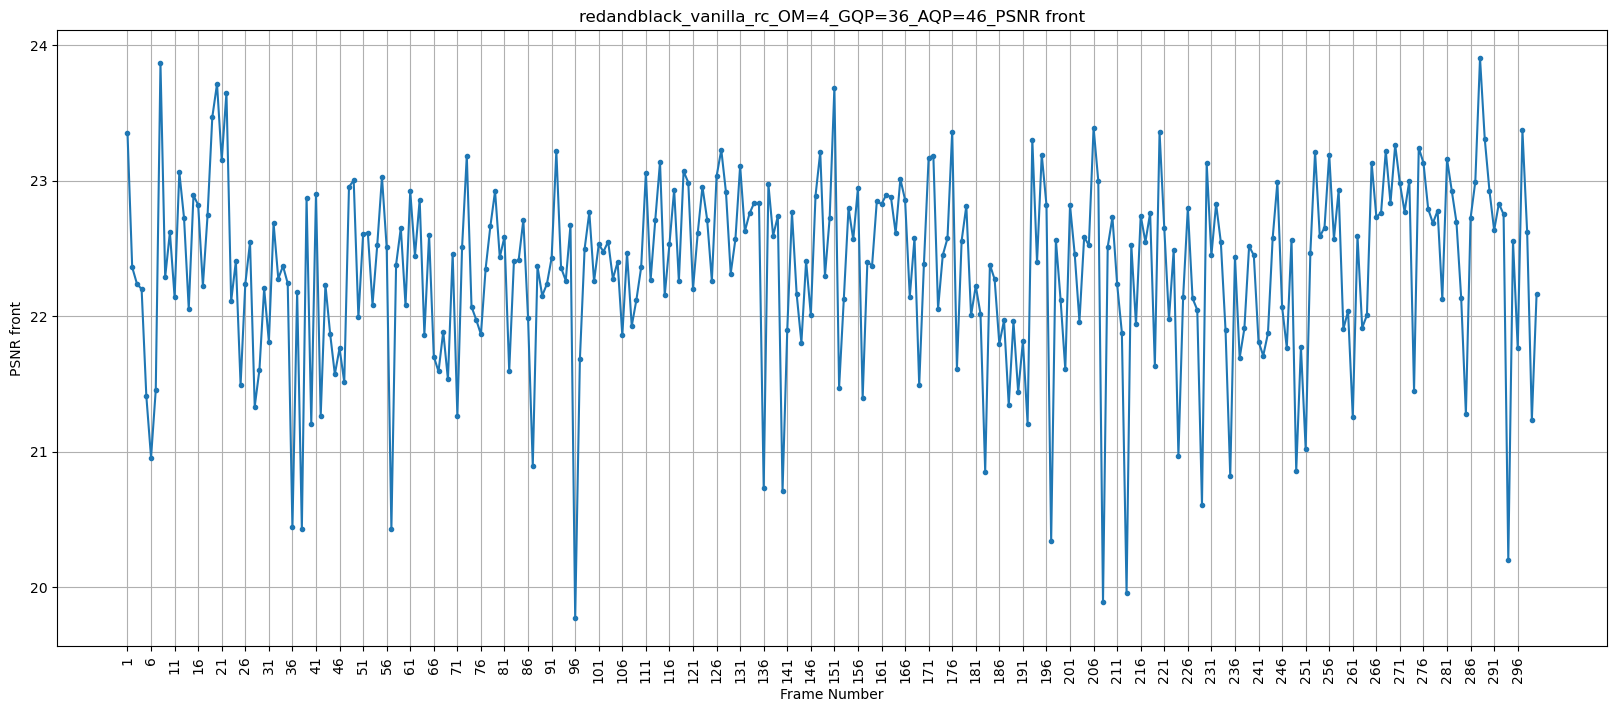 redandblack_vanilla_rc_OM=4_GQP=36_AQP=46_PSNR front
PSNR front
24
23
22
21
20
1 6 11 16 21 26 31 36 41 46 51 56 61 66 71 76 81 86 91 96 101 106 111 116 121 126 131 136 141 146 151 156 161 166 171 176 181 186 191 196 201 206 211 216 221 226 231 236 241 246 251 256 261 266 271 276 281 286 291 296
Frame Number